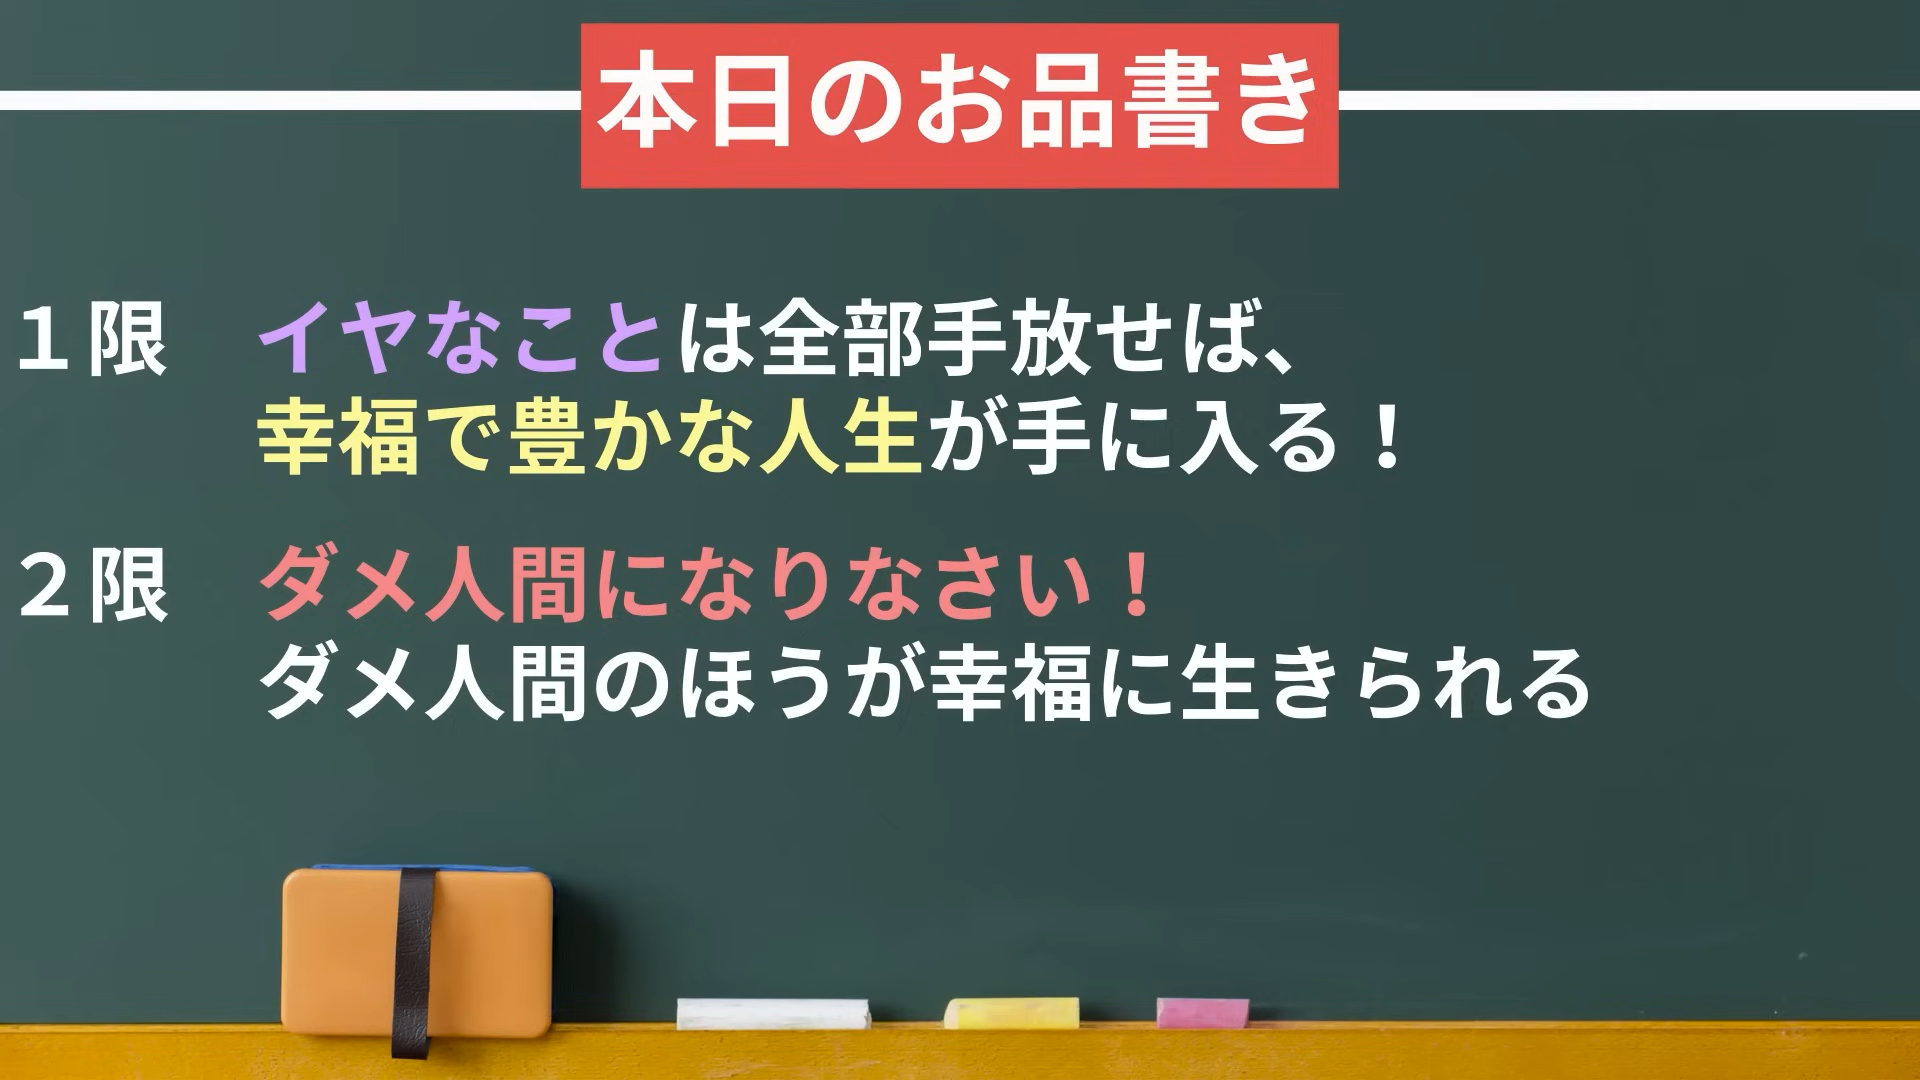 本日のお品書き
１限　イヤなことは全部手放せば、
幸福で豊かな人生が手に入る！
２限　ダメ人間になりなさい！
ダメ人間のほうが幸福に生きられる